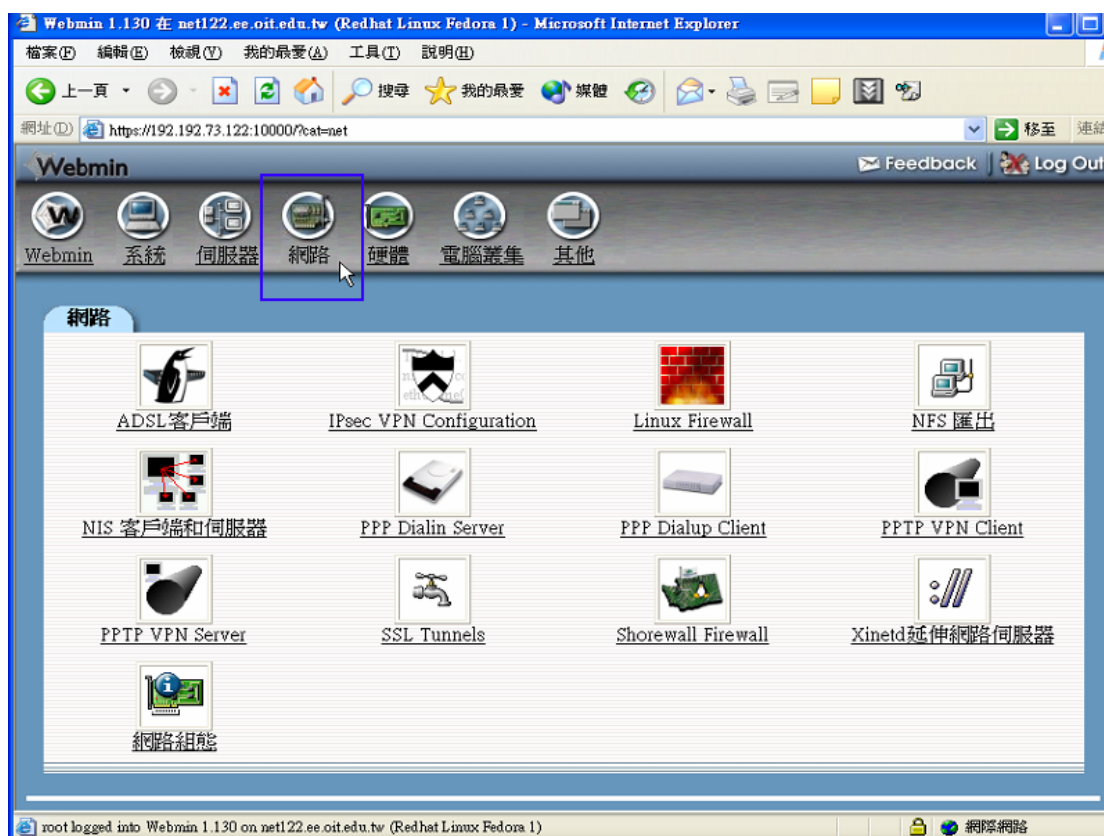 Webmin 1.130 在 net122.ee.oit.edu.tw (Redhat Linux Fedora 1) - Microsoft Internet Explorer
檔案(F) 編輯(E) 檢視(V) 我的最愛(A) 工具(T) 說明(H)
上一頁 搜尋 我的最愛 媒體
網址(D) https://192.192.73.122:10000/?cat=net 移至 連結
Webmin Feedback Log Out
Webmin 系統 伺服器 網路 硬體 電腦叢集 其他
網路
ADSL客戶端 IPsec VPN Configuration Linux Firewall NFS 匯出
NIS 客戶端和伺服器 PPP Dialin Server PPP Dialup Client PPTP VPN Client
PPTP VPN Server SSL Tunnels Shorewall Firewall Xinetd延伸網路伺服器
網路組態
root logged into Webmin 1.130 on net122.ee.oit.edu.tw (Redhat Linux Fedora 1) 網際網路